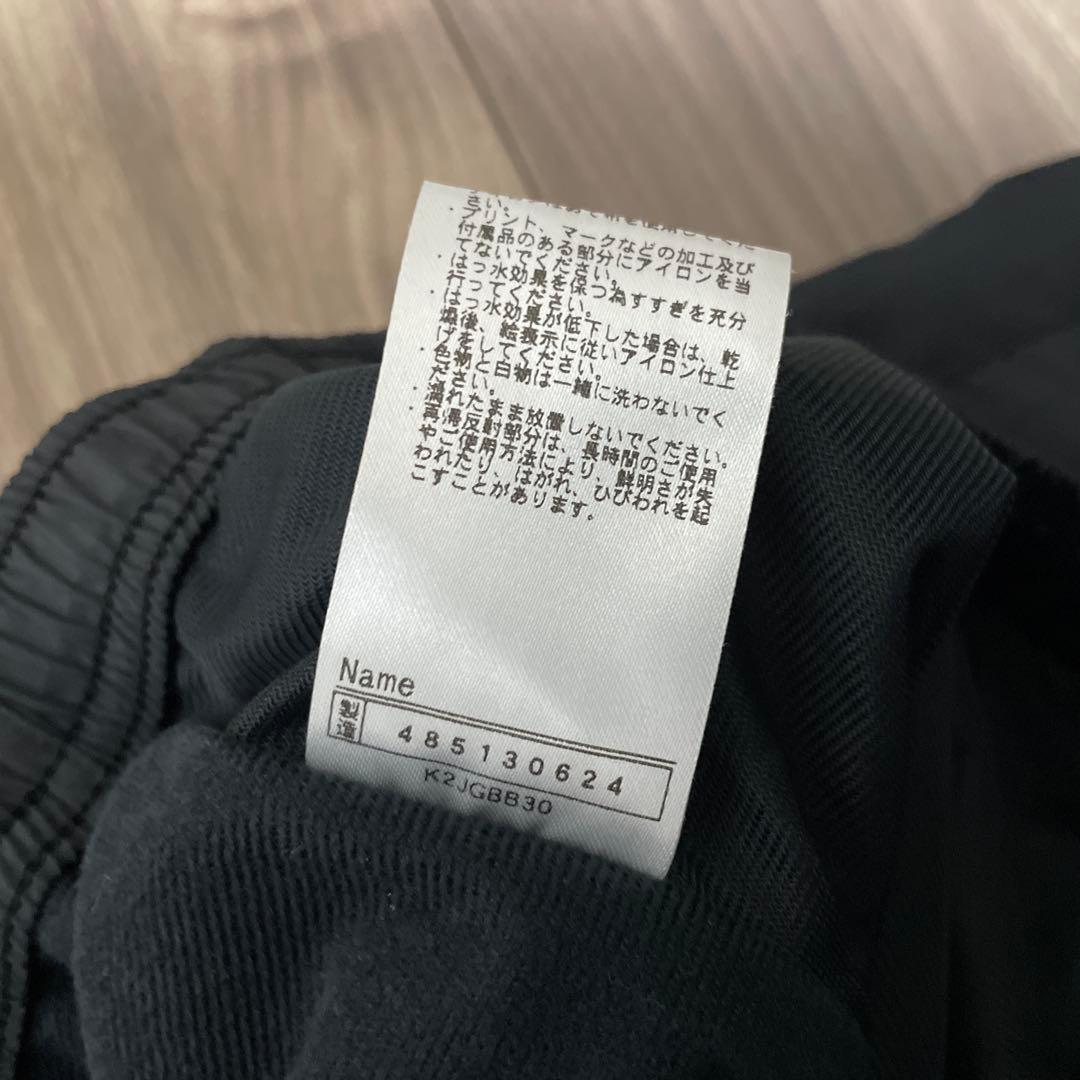 さい。
・プリント、マークなどの加工及び
付属品のある部分にアイロンを当
てないでください。
・はっ水効果を保つ為すすぎを充分
行ってください。
・はっ水効果が低下した場合は、乾
燥後、絵表示に従いアイロン仕上
げをしてください。
・色物と白物は一緒に洗わないでく
ださい。
・濡れたまま放置しないでください。
・再帰反射部分は、長時間のご使用
やご使用方法により、鮮明さが失
われたり、はがれ、ひびわれを起
こすことがあります。
Name
製造 485130624
K2JGBB30